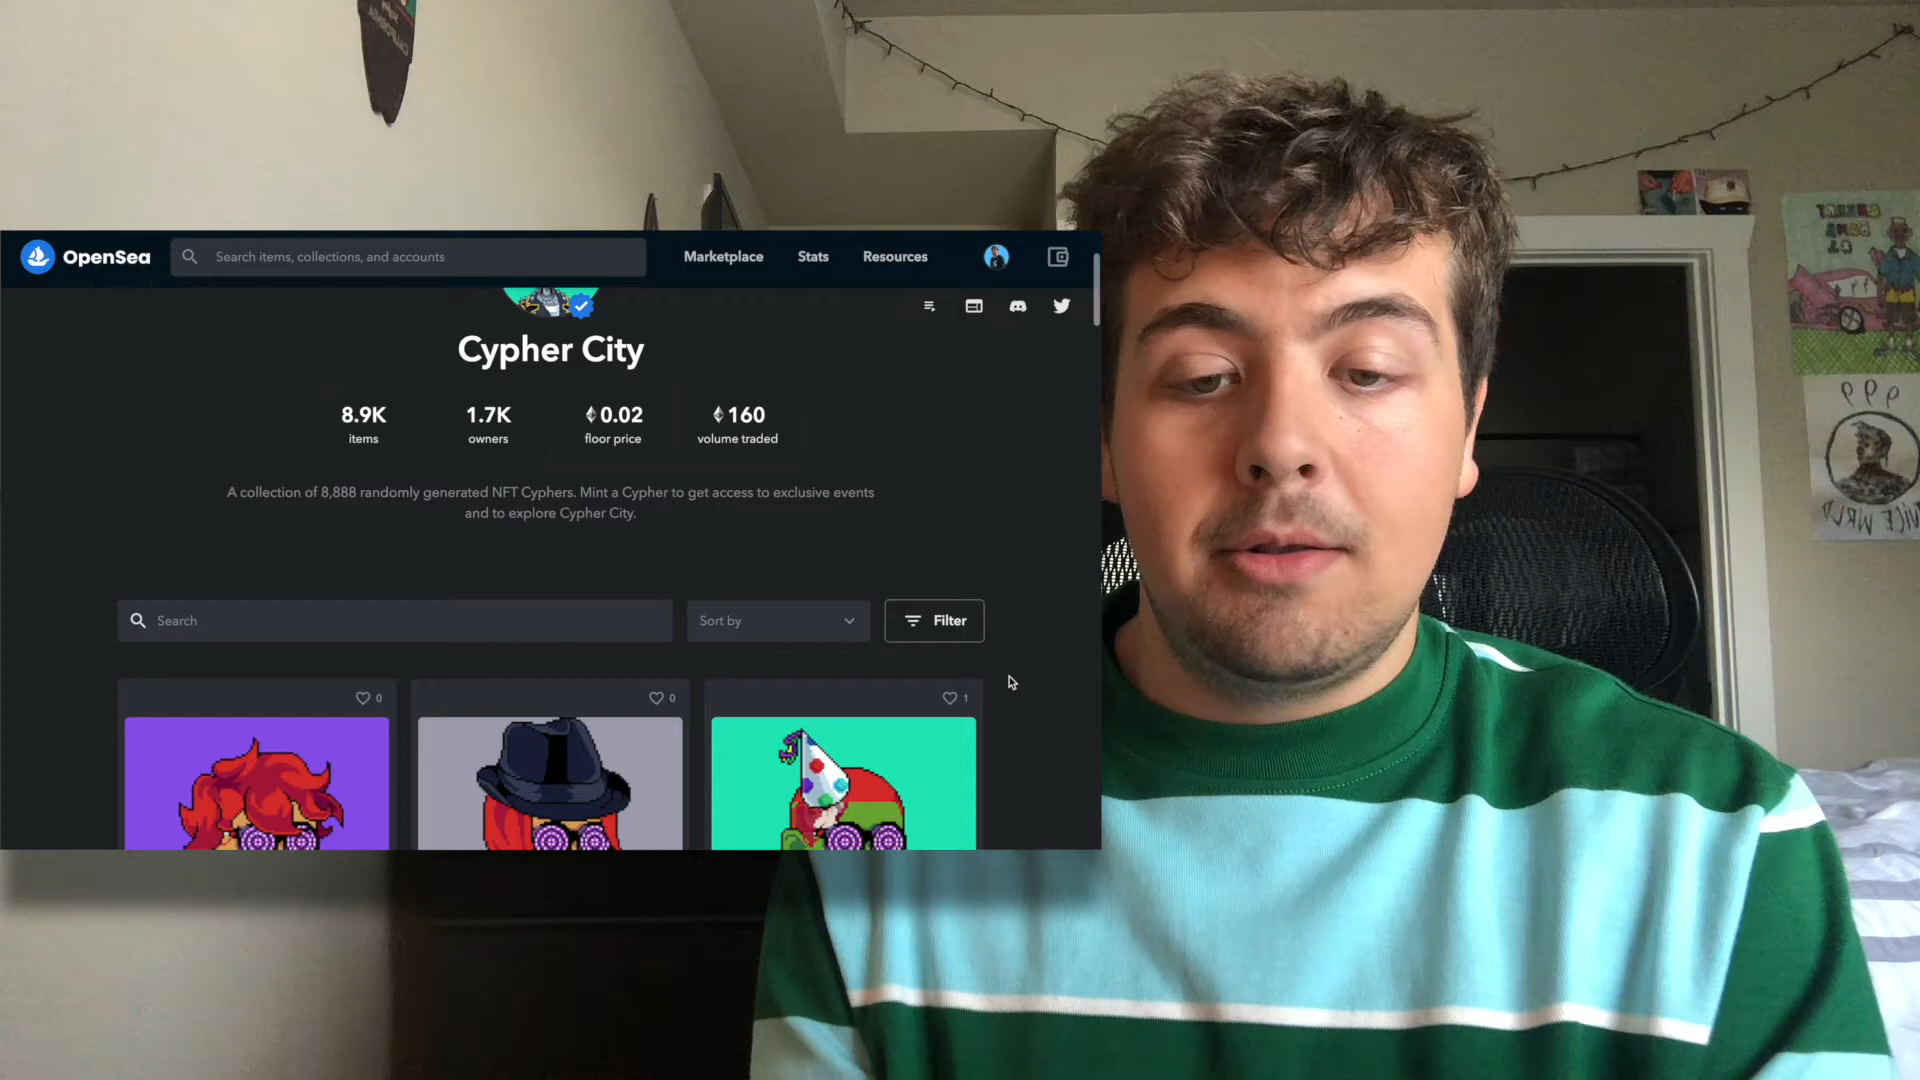 OpenSea
Search items, collections, and accounts
Marketplace
Stats
Resources
Cypher City
8.9K
items
1.7K
owners
0.02
floor price
160
volume traded
A collection of 8,888 randomly generated NFT Cyphers. Mint a Cypher to get access to exclusive events
and to explore Cypher City.
Search
Sort by
Filter
0
0
1
999